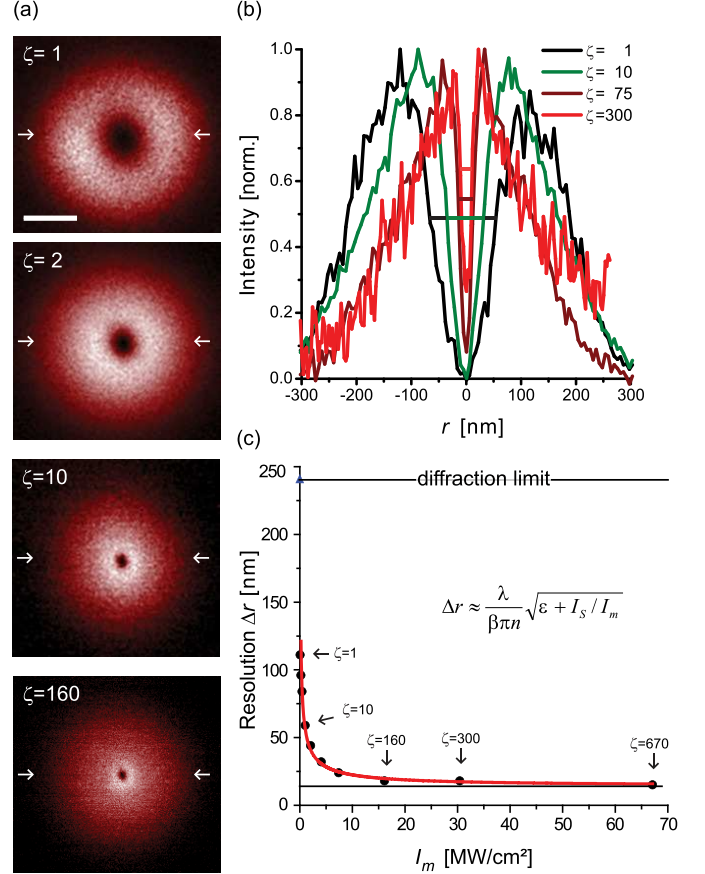 (a)
ζ= 1
ζ= 2
ζ=10
ζ=160
(b)
1.0
0.8
0.6
0.4
0.2
0.0
Intensity [norm.]
-300
-200
-100
0
100
200
300
r [nm]
ζ= 1
ζ= 10
ζ= 75
ζ=300
(c)
250
200
150
100
50
0
Resolution Δr [nm]
diffraction limit
Δr ≈ λ/βπn √ε + I_S / I_m
ζ=1
ζ=10
ζ=160
ζ=300
ζ=670
0
10
20
30
40
50
60
70
I_m [MW/cm²]